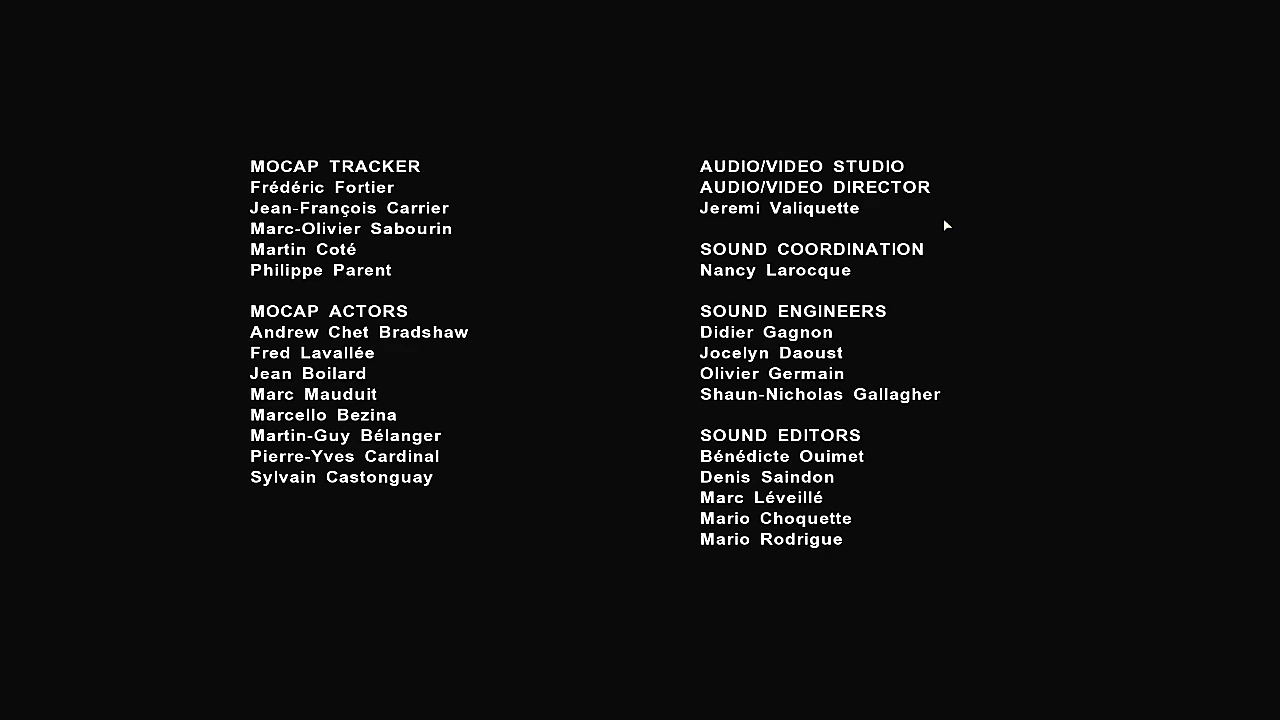 MOCAP TRACKER
Frédéric Fortier
Jean-François Carrier
Marc-Olivier Sabourin
Martin Coté
Philippe Parent
MOCAP ACTORS
Andrew Chet Bradshaw
Fred Lavallée
Jean Boilard
Marc Mauduit
Marcello Bezina
Martin-Guy Bélanger
Pierre-Yves Cardinal
Sylvain Castonguay
AUDIO/VIDEO STUDIO
AUDIO/VIDEO DIRECTOR
Jeremi Valiquette
SOUND COORDINATION
Nancy Larocque
SOUND ENGINEERS
Didier Gagnon
Jocelyn Daoust
Olivier Germain
Shaun-Nicholas Gallagher
SOUND EDITORS
Bénédicte Ouimet
Denis Saindon
Marc Léveillé
Mario Choquette
Mario Rodrigue